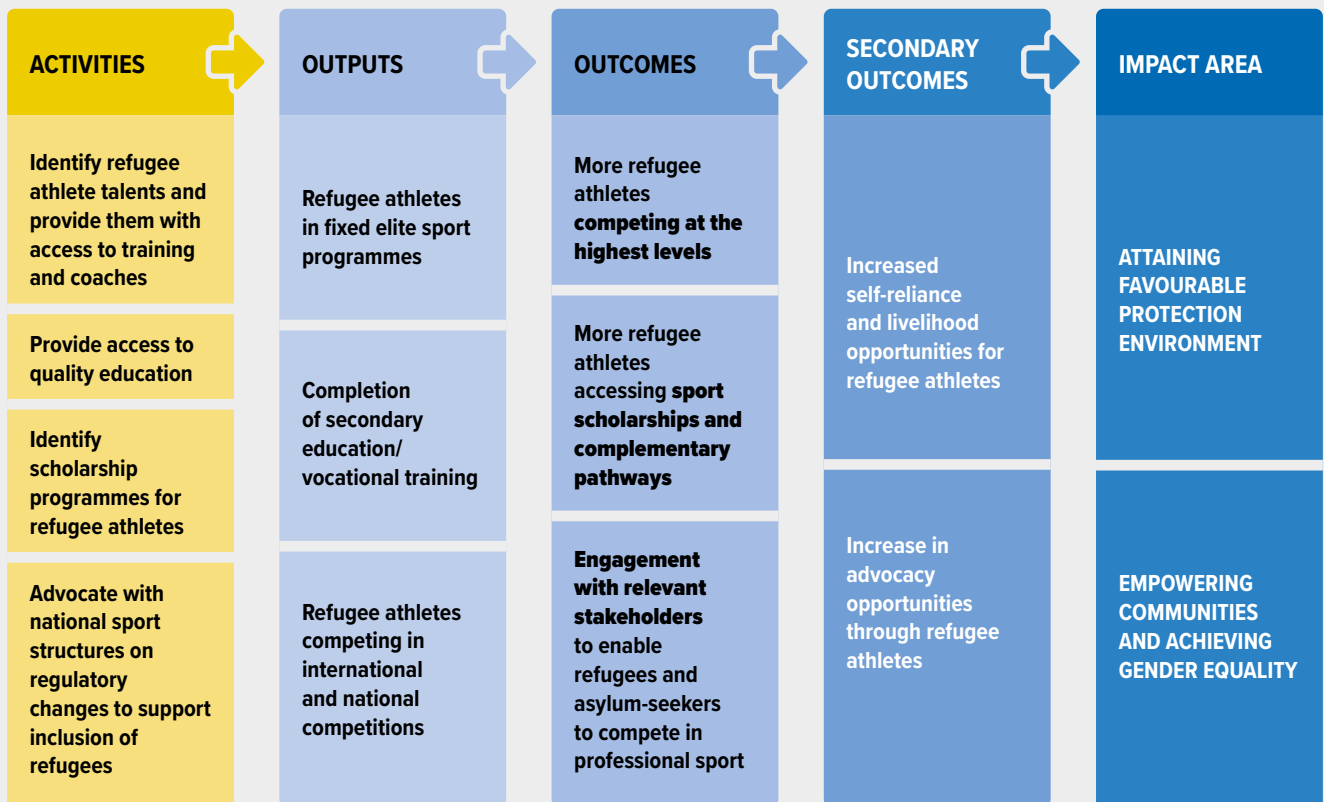 ACTIVITIES
Identify refugee
athlete talents and
provide them with
access to training
and coaches
Provide access to
quality education
Identify
scholarship
programmes for
refugee athletes
Advocate with
national sport
structures on
regulatory
changes to support
inclusion of
refugees
OUTPUTS
Refugee athletes
in fixed elite sport
programmes
Completion
of secondary
education/
vocational training
Refugee athletes
competing in
international
and national
competitions
OUTCOMES
More refugee
athletes
competing at the
highest levels
More refugee
athletes
accessing sport
scholarships and
complementary
pathways
Engagement
with relevant
stakeholders
to enable
refugees and
asylum-seekers
to compete in
professional sport
SECONDARY
OUTCOMES
Increased
self-reliance
and livelihood
opportunities for
refugee athletes
Increase in
advocacy
opportunities
through refugee
athletes
IMPACT AREA
ATTAINING
FAVOURABLE
PROTECTION
ENVIRONMENT
EMPOWERING
COMMUNITIES
AND ACHIEVING
GENDER EQUALITY